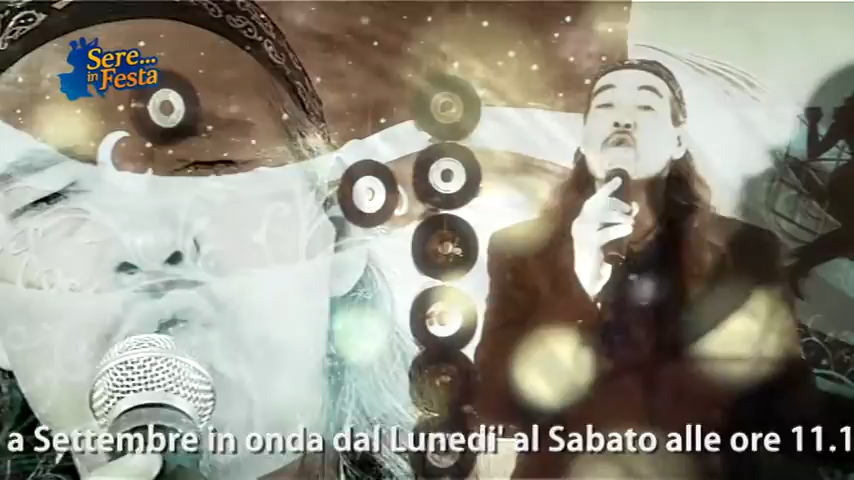 Sere...
in Festa
a Settembre in onda dal Lunedi' al Sabato alle ore 11.1